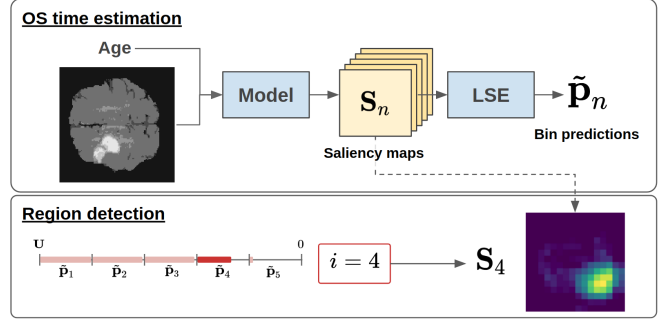 OS time estimation
Age
Model
S_n
LSE
p̃_n
Saliency maps
Bin predictions
Region detection
U
0
p̃_1 p̃_2 p̃_3 p̃_4 p̃_5
i = 4
S_4